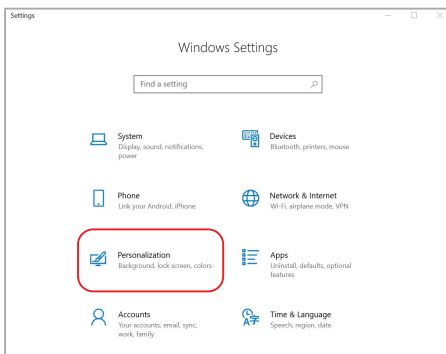 Settings
Windows Settings
Find a setting
System
Display, sound, notifications,
power
Devices
Bluetooth, printers, mouse
Phone
Link your Android, iPhone
Network & Internet
Wi-Fi, airplane mode, VPN
Personalization
Background, lock screen, colors
Apps
Uninstall, defaults, optional
features
Accounts
Your accounts, email, sync,
work, family
Time & Language
Speech, region, date